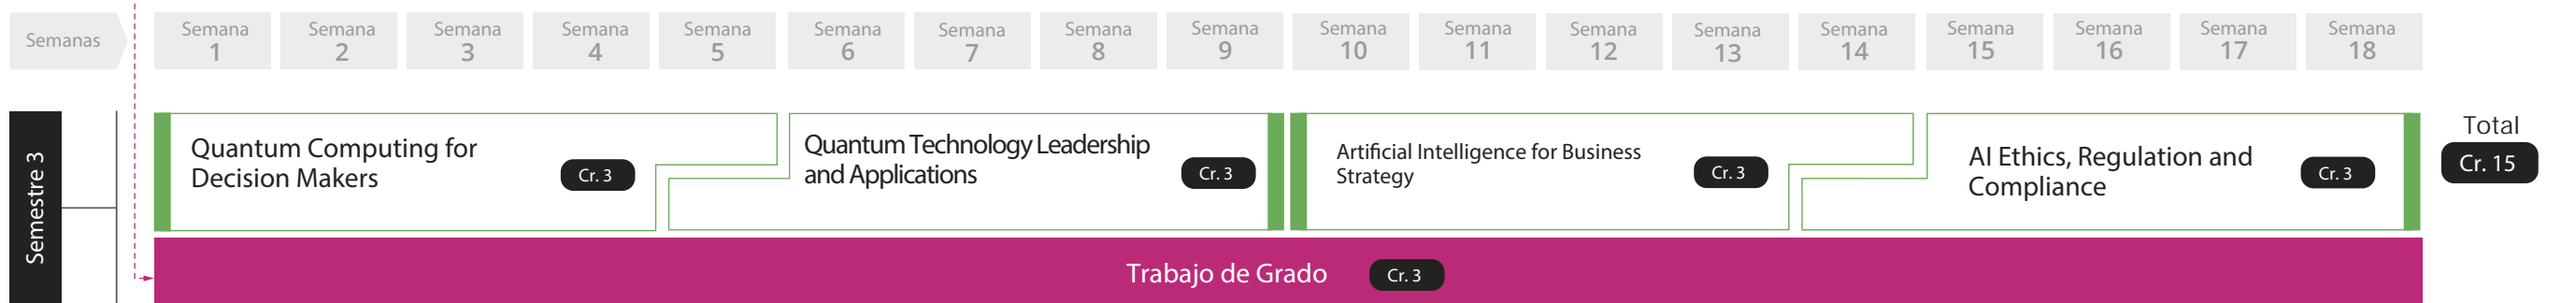 Semanas
Semana
1
Semana
2
Semana
3
Semana
4
Semana
5
Semana
6
Semana
7
Semana
8
Semana
9
Semana
10
Semana
11
Semana
12
Semana
13
Semana
14
Semana
15
Semana
16
Semana
17
Semana
18
Semestre 3
Quantum Computing for
Decision Makers
Cr. 3
Quantum Technology Leadership
and Applications
Cr. 3
Artificial Intelligence for Business
Strategy
Cr. 3
AI Ethics, Regulation and
Compliance
Cr. 3
Total
Cr. 15
Trabajo de Grado
Cr. 3